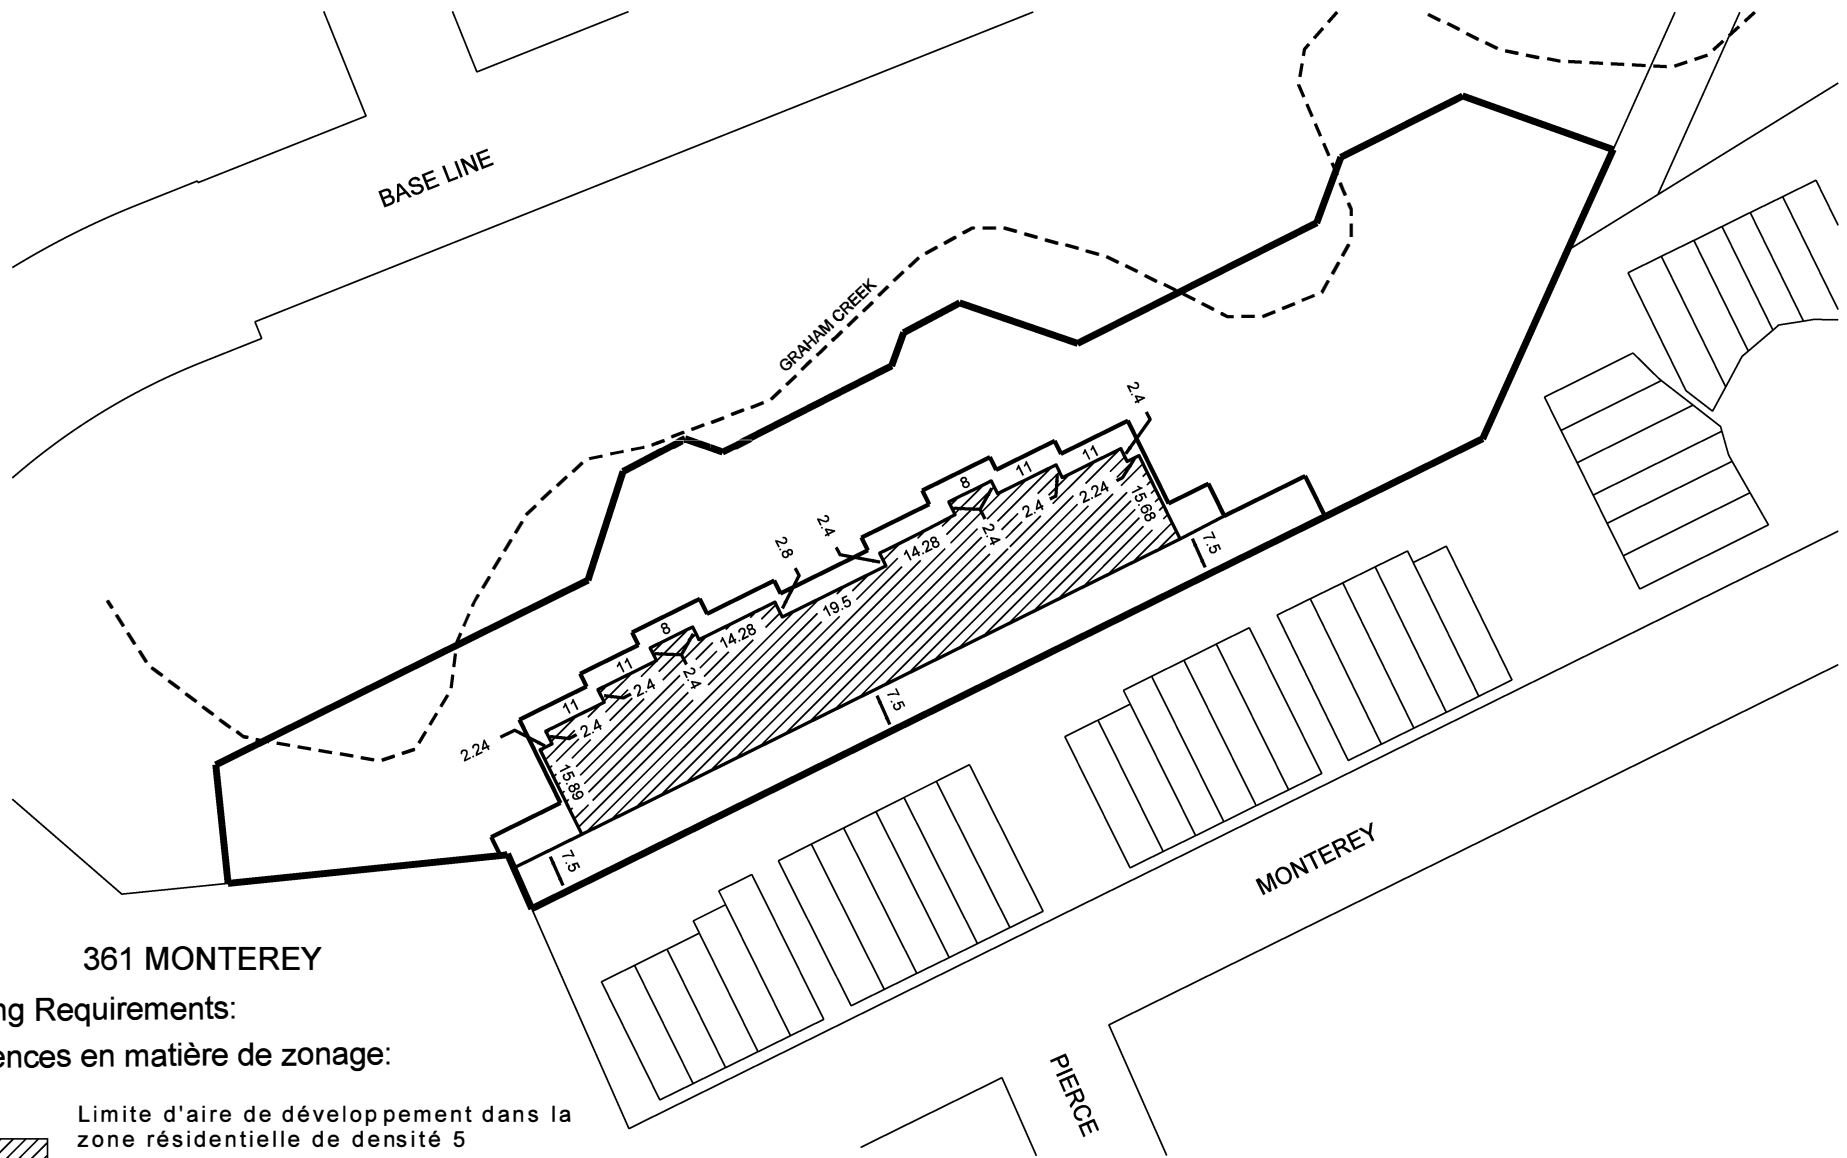 BASE LINE
GRAHAM CREEK
2.4
11
11
8
2.4
2.24
15.68
2.4
2.4
14.28
2.4
7.5
2.8
19.5
14.28
8
11
2.4
2.4
11
2.4
2.24
15.89
7.5
7.5
MONTEREY
PIERCE
361 MONTEREY
ng Requirements:
ences en matière de zonage:
Limite d'aire de développement dans la
zone résidentielle de densité 5